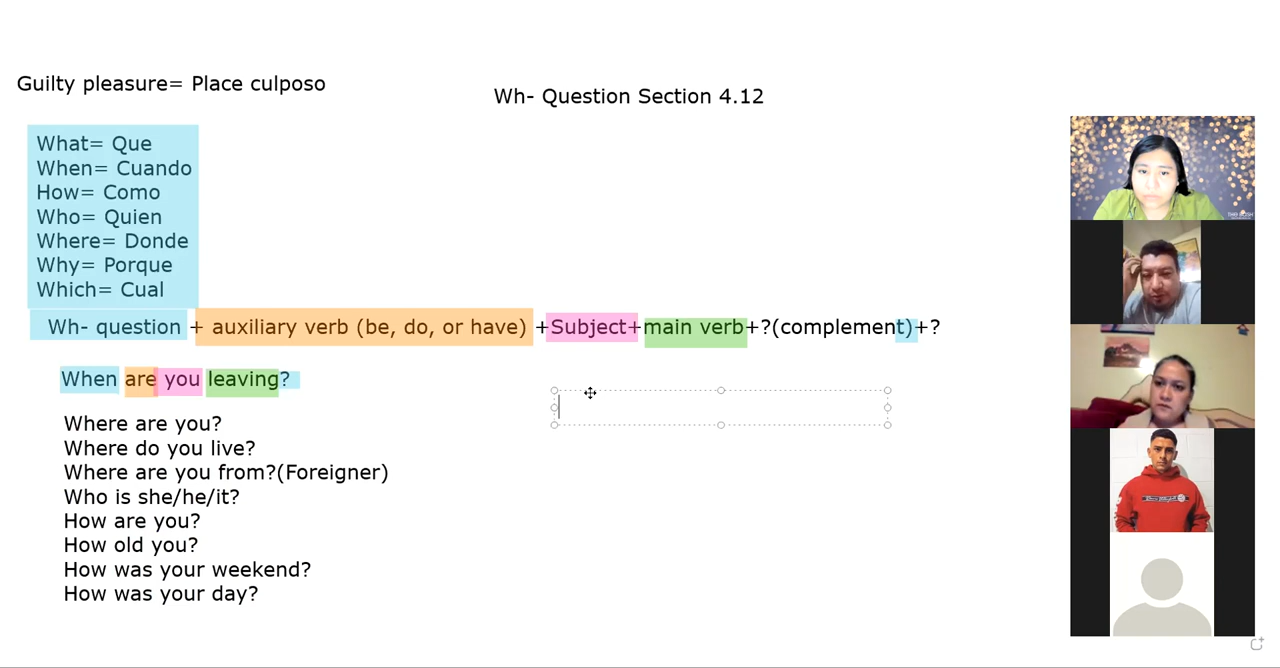 Guilty pleasure= Place culposo
Wh- Question Section 4.12
What= Que
When= Cuando
How= Como
Who= Quien
Where= Donde
Why= Porque
Which= Cual
Wh- question + auxiliary verb (be, do, or have) +Subject+main verb+?(complement)+?
When are you leaving?
Where are you?
Where do you live?
Where are you from?(Foreigner)
Who is she/he/it?
How are you?
How old you?
How was your weekend?
How was your day?